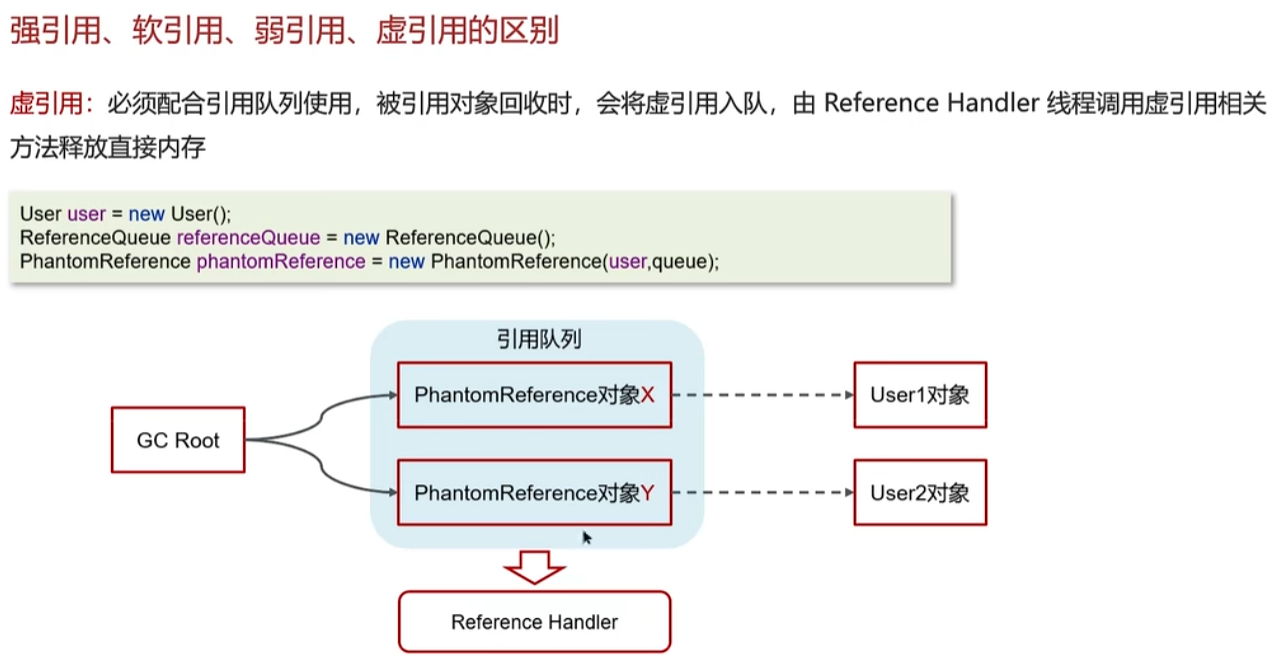 强引用、软引用、弱引用、虚引用的区别
虚引用：必须配合引用队列使用，被引用对象回收时，会将虚引用入队，由 Reference Handler 线程调用虚引用相关
方法释放直接内存
User user = new User();
ReferenceQueue referenceQueue = new ReferenceQueue();
PhantomReference phantomReference = new PhantomReference(user,queue);
引用队列
PhantomReference对象X
User1对象
GC Root
PhantomReference对象Y
User2对象
Reference Handler